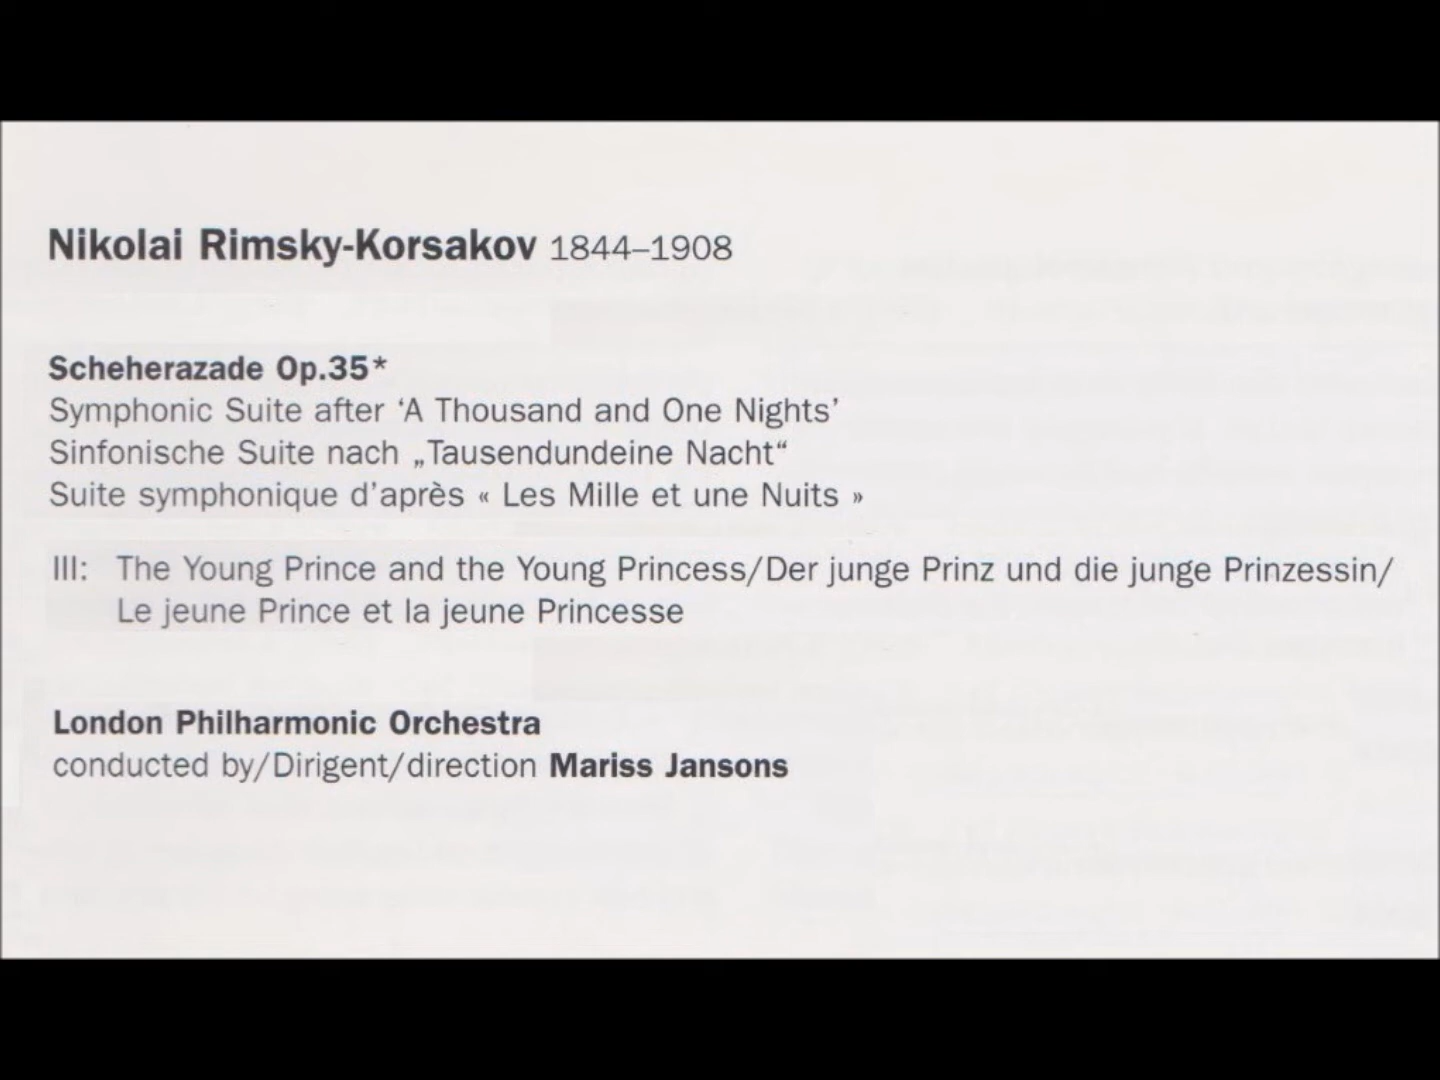 Nikolai Rimsky-Korsakov 1844–1908
Scheherazade Op.35*
Symphonic Suite after ‘A Thousand and One Nights’
Sinfonische Suite nach „Tausendundeine Nacht“
Suite symphonique d’après « Les Mille et une Nuits »
III: The Young Prince and the Young Princess/Der junge Prinz und die junge Prinzessin/
Le jeune Prince et la jeune Princesse
London Philharmonic Orchestra
conducted by/Dirigent/direction Mariss Jansons